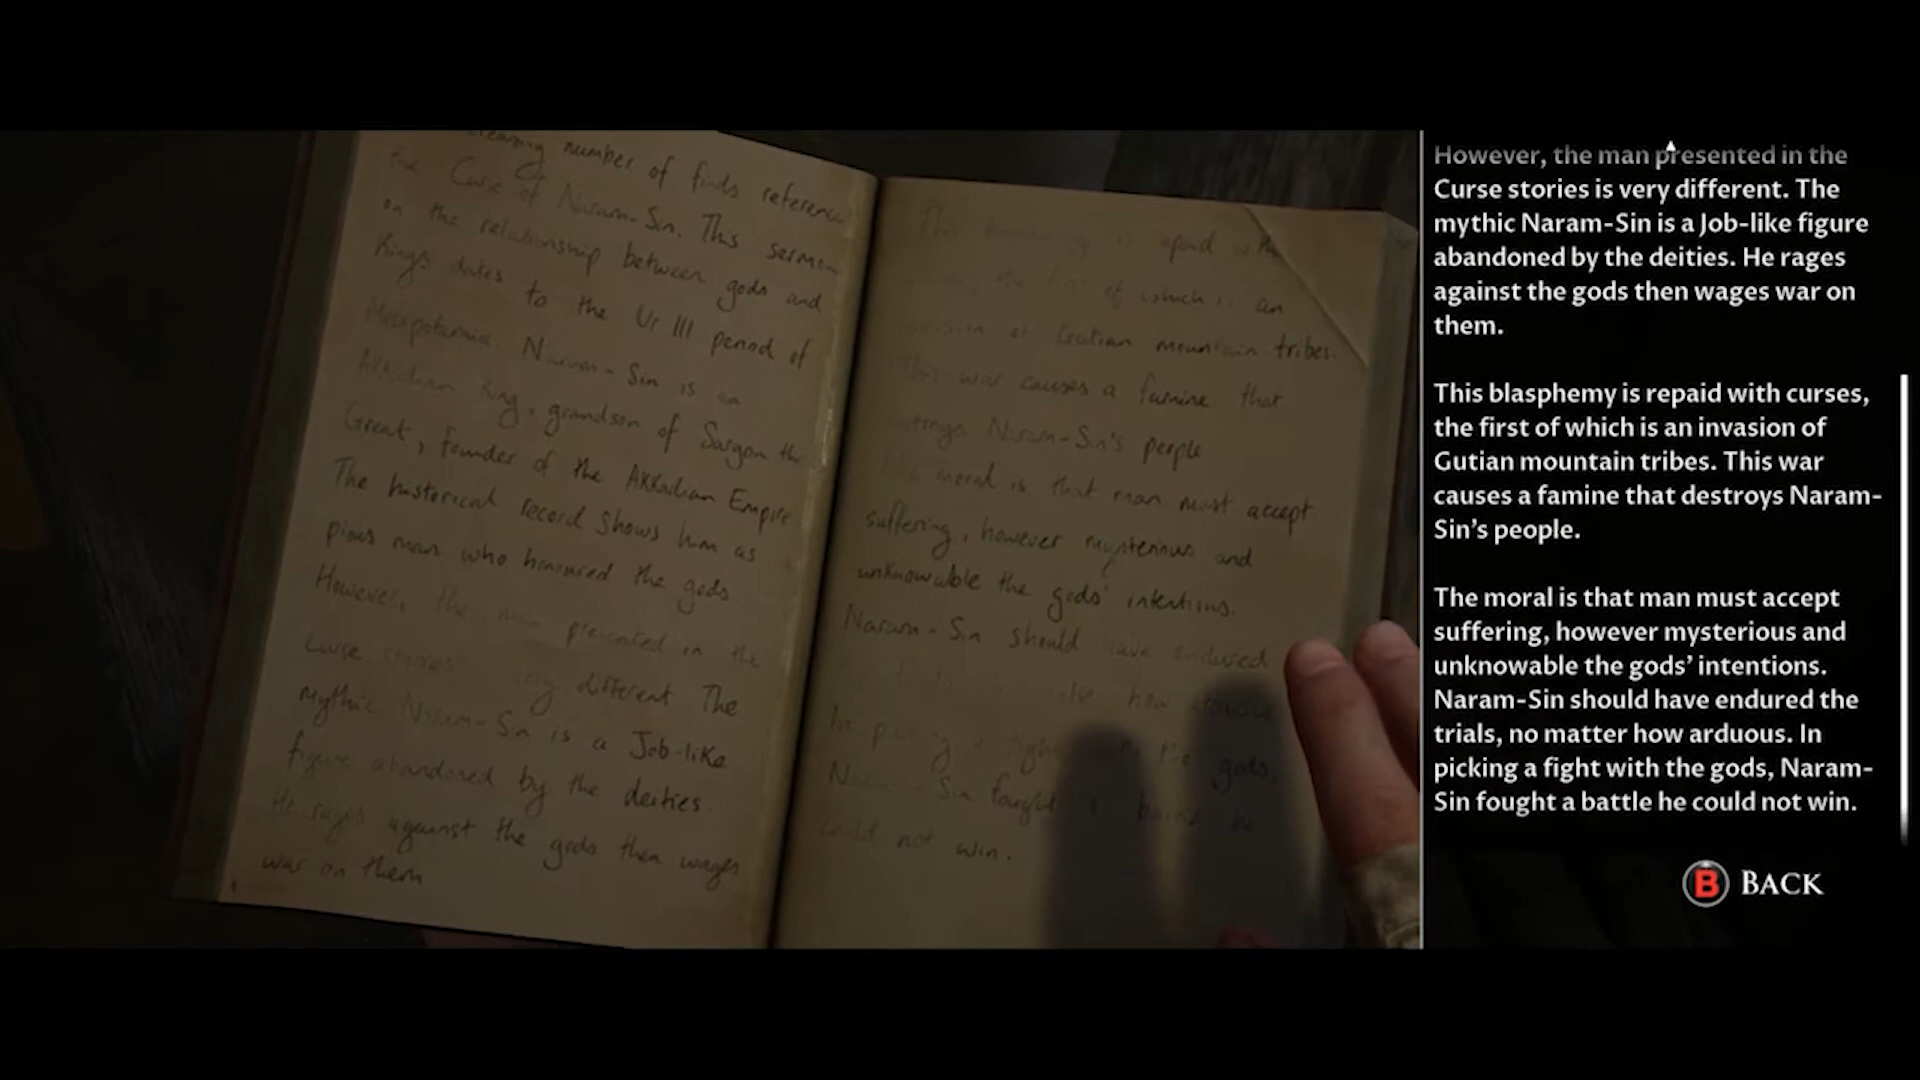 number of finds reference
the Curse of Naram-Sin. This sermon
on the relationship between gods and
Kings dates to the Ur III period of
Mesopotamia. Naram-Sin is an
Akkadian King, grandson of Sargon the
Great, founder of the Akkadian Empire.
The historical record shows him as
pious man who honoured the gods
However, the man presented in the
Curse stories very different. The
mythic Naram-Sin is a Job-like
figure abandoned by the deities.
He rages against the gods then wages
war on them
This is repaid
the first of which is an
invasion of Gutian mountain tribes.
This war causes a famine that
destroys Naram-Sin's people
moral is that man must accept
suffering, however mysterious and
unknowable the gods' intentions.
Naram-Sin should have endured
how arduous
In picking a fight the gods,
Sin fought
could not win.
However, the man presented in the
Curse stories is very different. The
mythic Naram-Sin is a Job-like figure
abandoned by the deities. He rages
against the gods then wages war on
them.
This blasphemy is repaid with curses,
the first of which is an invasion of
Gutian mountain tribes. This war
causes a famine that destroys Naram-
Sin's people.
The moral is that man must accept
suffering, however mysterious and
unknowable the gods' intentions.
Naram-Sin should have endured the
trials, no matter how arduous. In
picking a fight with the gods, Naram-
Sin fought a battle he could not win.
B BACK